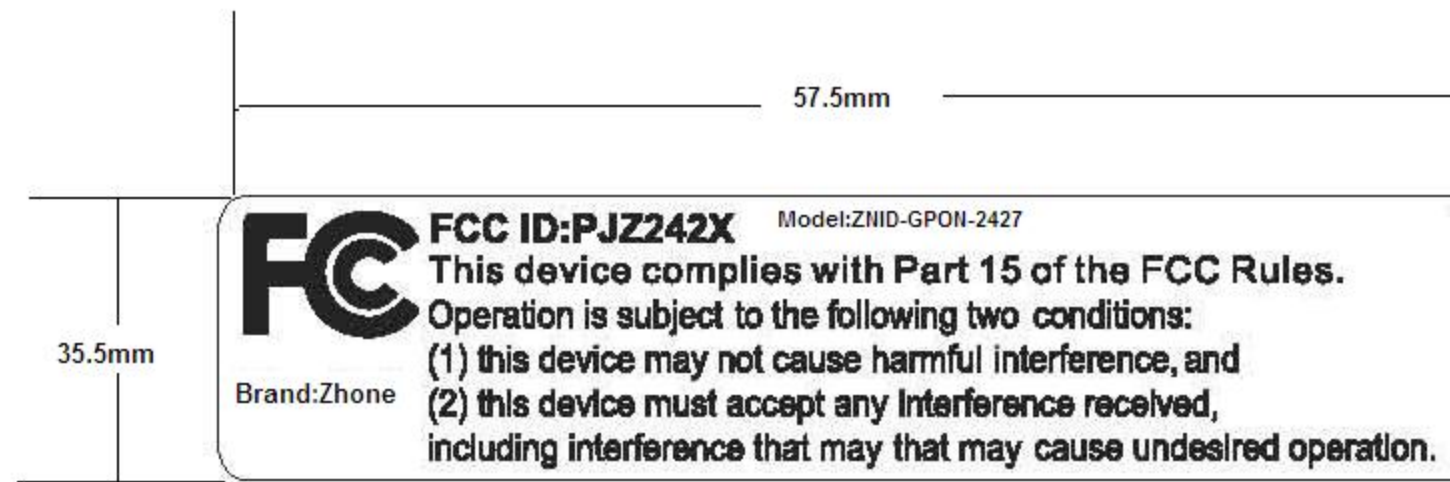 57.5mm
FC
FCC ID:PJZ242X Model:ZNID-GPON-2427
This device complies with Part 15 of the FCC Rules.
Operation is subject to the following two conditions:
(1) this device may not cause harmful interference, and
35.5mm
Brand:Zhone
(2) this device must accept any interference received,
including interference that may that may cause undesired operation.